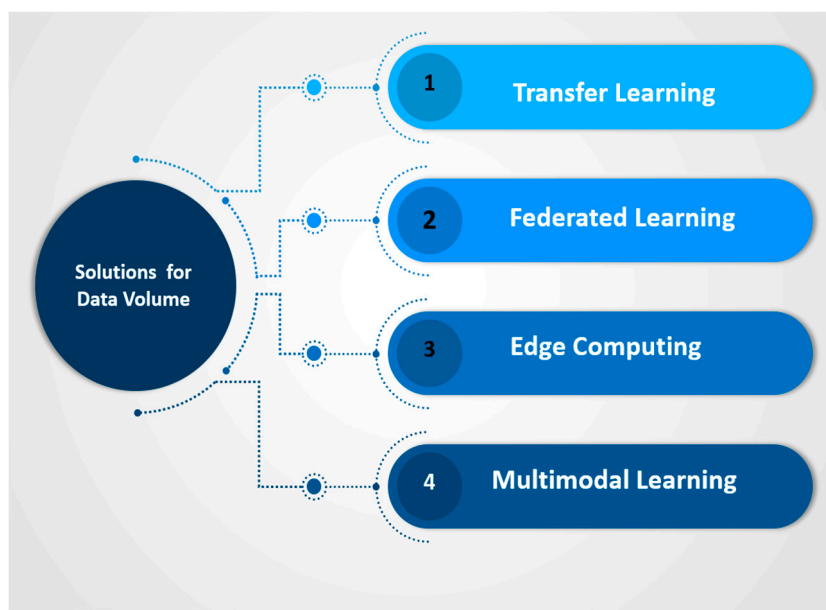 Solutions for
Data Volume
1
Transfer Learning
2
Federated Learning
3
Edge Computing
4
Multimodal Learning